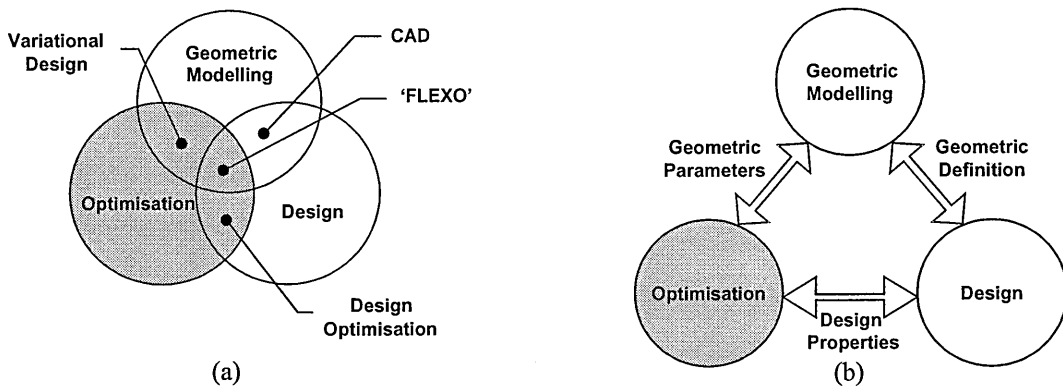 Variational
Design
Geometric
Modelling
CAD
'FLEXO'
Optimisation
Design
Design
Optimisation
(a)
Geometric
Modelling
Geometric
Parameters
Geometric
Definition
Optimisation
Design
Design
Properties
(b)